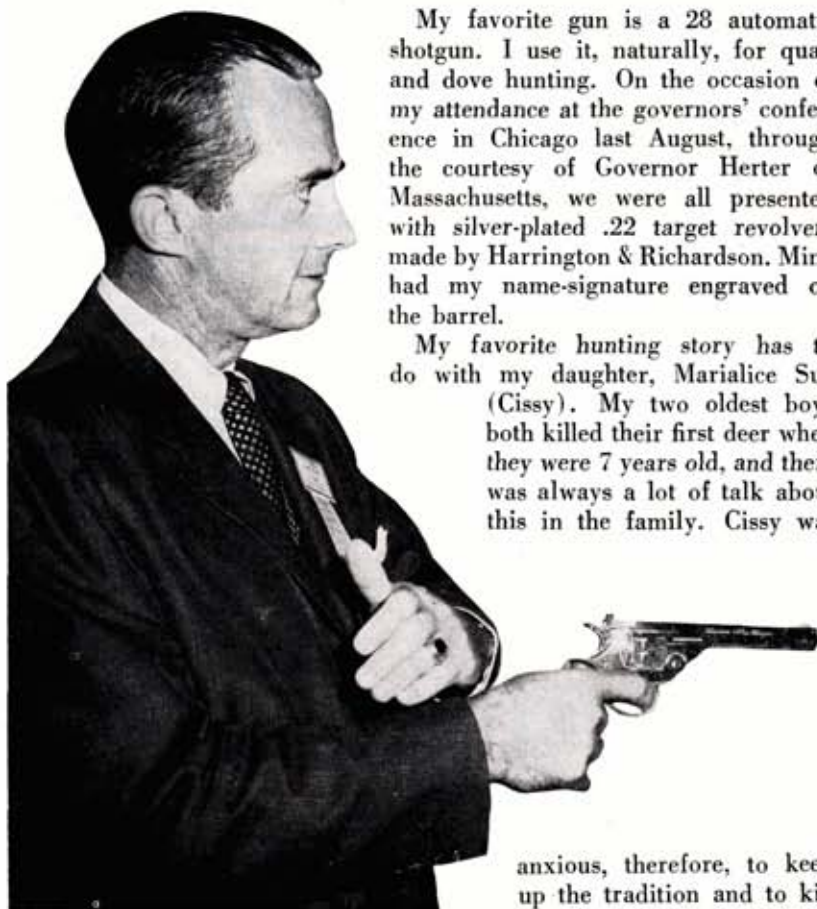 My favorite gun is a 28 automat
shotgun. I use it, naturally, for qua
and dove hunting. On the occasion o
my attendance at the governors' confe
ence in Chicago last August, throug
the courtesy of Governor Herter o
Massachusetts, we were all presente
with silver-plated .22 target revolver
made by Harrington & Richardson. Min
had my name-signature engraved o
the barrel.
My favorite hunting story has t
do with my daughter, Marialice Su
(Cissy). My two oldest boy
both killed their first deer whe
they were 7 years old, and ther
was always a lot of talk abou
this in the family. Cissy wa
anxious, therefore, to kee
up the tradition and to ki